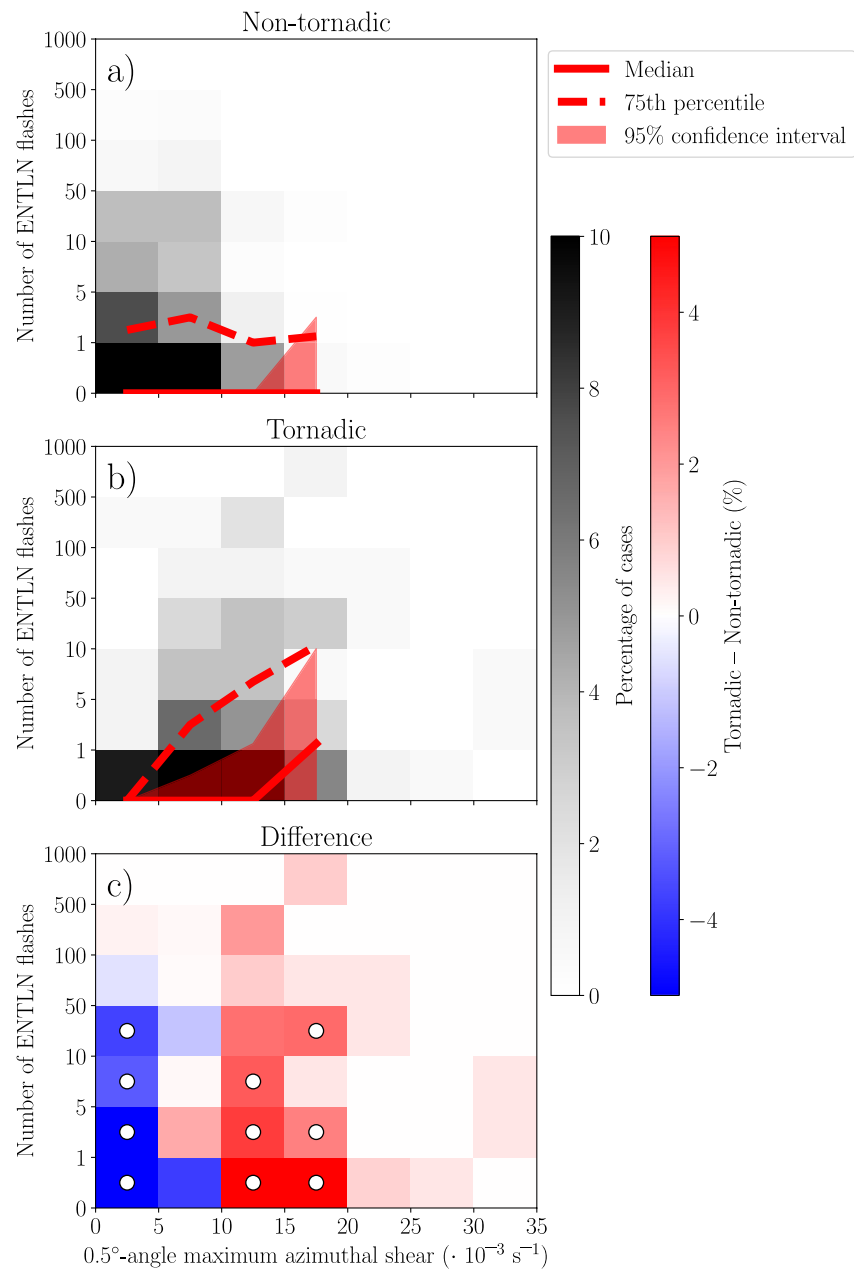 Non-tornadic
a)
1000
500
100
50
10
5
1
0
Number of ENTLN flashes
Median
75th percentile
95% confidence interval
Tornadic
b)
1000
500
100
50
10
5
1
0
Number of ENTLN flashes
10
8
6
4
2
0
Percentage of cases
4
2
0
−2
−4
Tornadic − Non-tornadic (%)
Difference
c)
1000
500
100
50
10
5
1
0
Number of ENTLN flashes
0 5 10 15 20 25 30 35
0.5°-angle maximum azimuthal shear (· 10⁻³ s⁻¹)